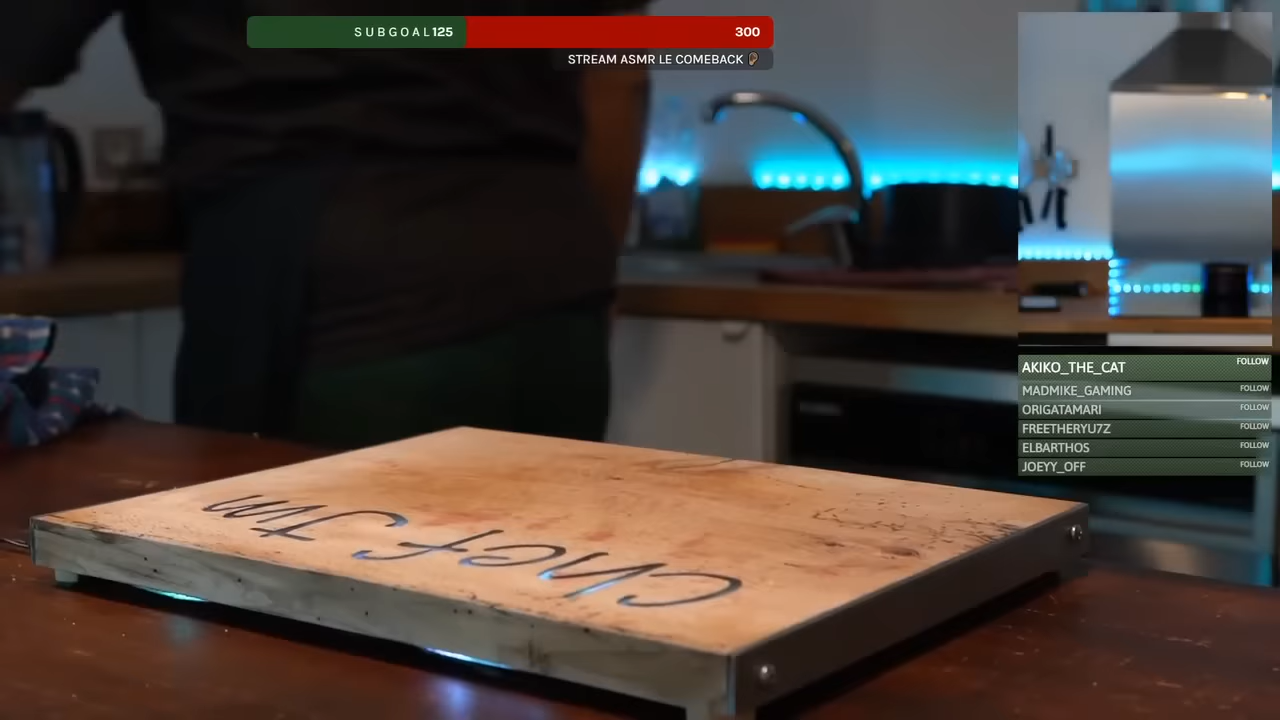 SUBGOAL 125 300
STREAM ASMR LE COMEBACK
AKIKO_THE_CAT FOLLOW
MADMIKE_GAMING FOLLOW
ORIGATAMARI FOLLOW
FREETHERYU7Z FOLLOW
ELBARTHOS FOLLOW
JOEYY_OFF FOLLOW
Chef Jim